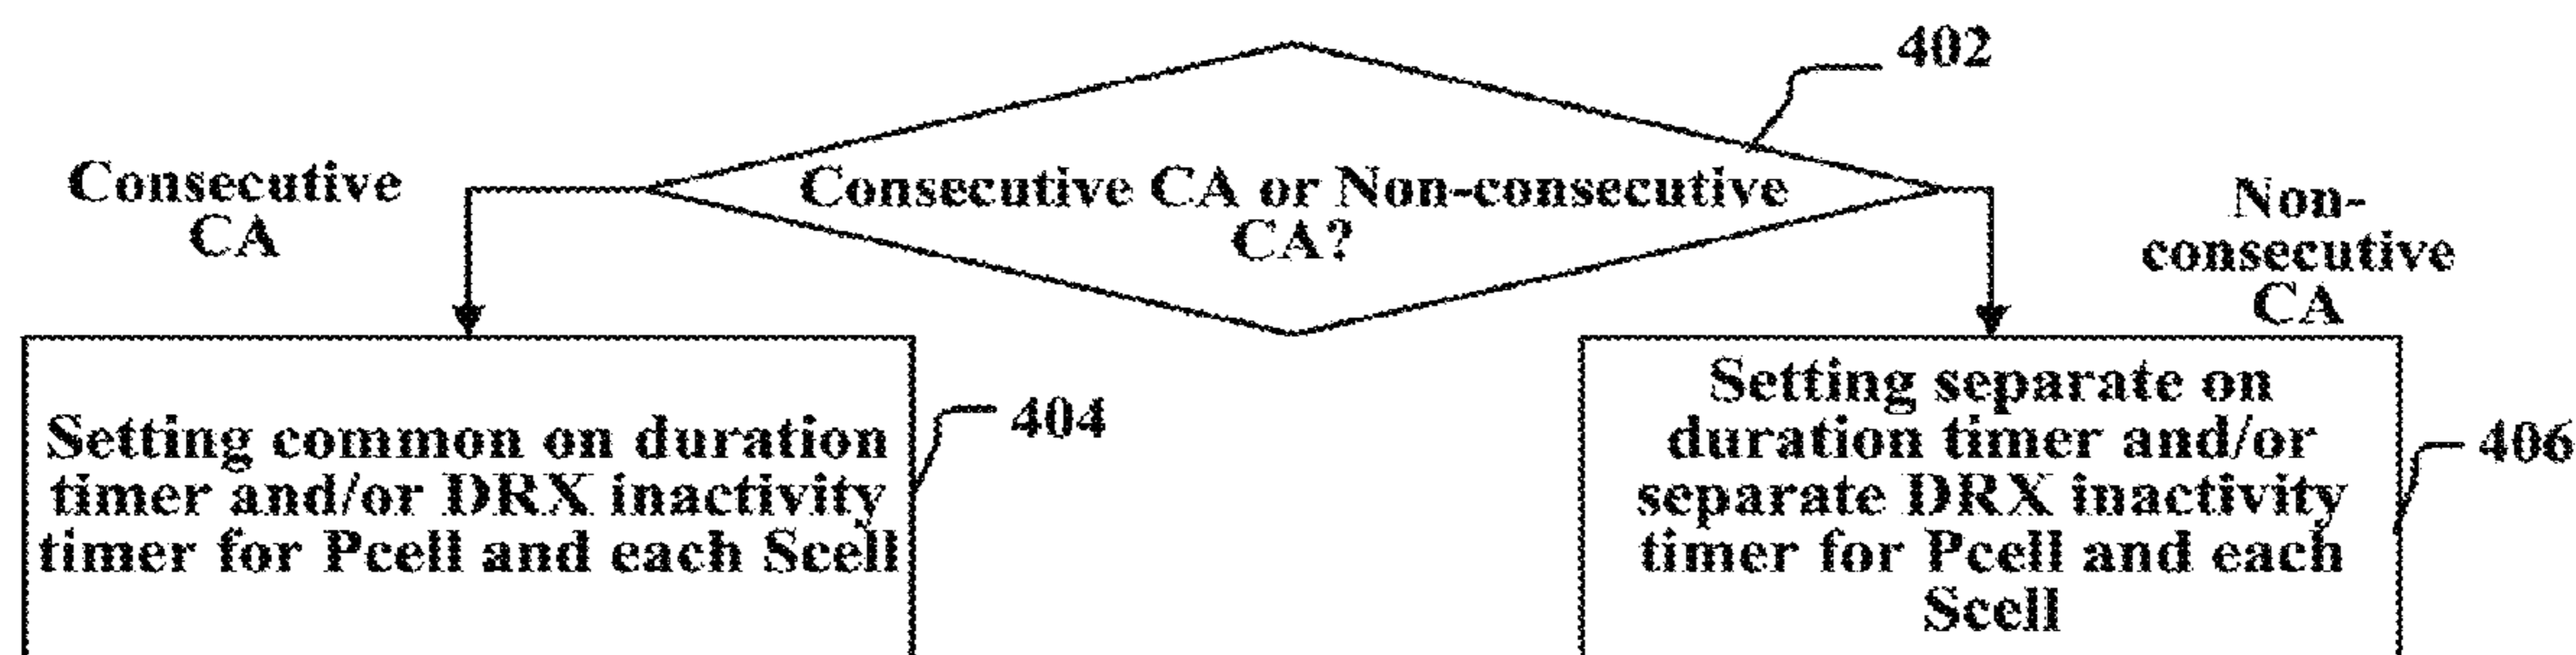 402
Consecutive
CA
Consecutive CA or Non-consecutive
CA?
Non-
consecutive
CA
Setting common on duration
timer and/or DRX inactivity
timer for Pcell and each Scell
404
Setting separate on
duration timer and/or
separate DRX inactivity
timer for Pcell and each
Scell
406